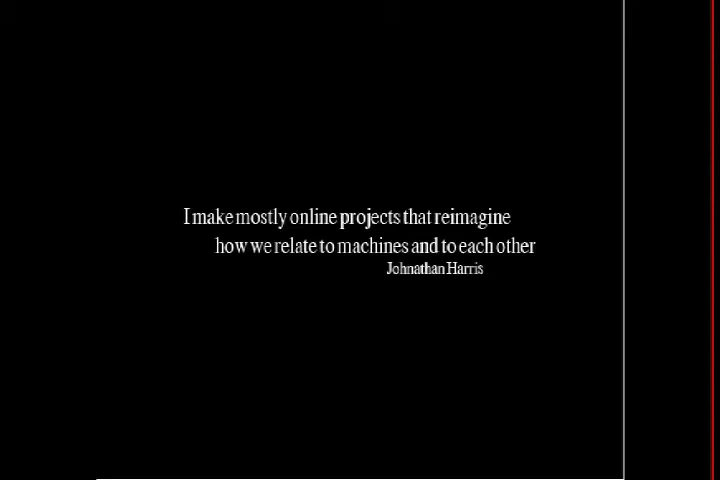 I make mostly online projects that reimagine
how we relate to machines and to each other
Johnathan Harris